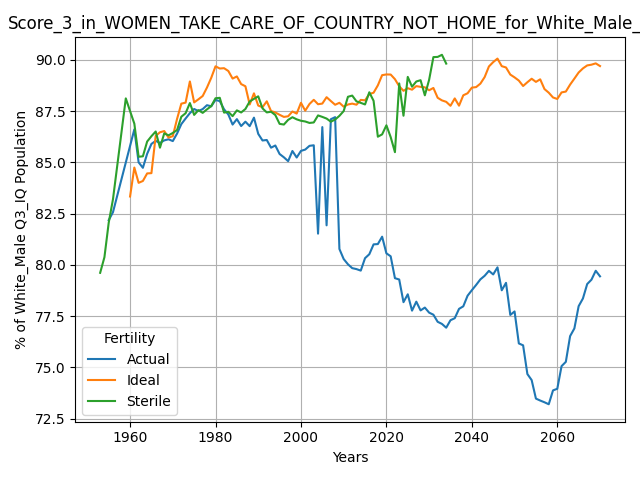 Score_3_in_WOMEN_TAKE_CARE_OF_COUNTRY_NOT_HOME_for_White_Male_
90.0
87.5
85.0
82.5
80.0
77.5
75.0
72.5
% of White_Male Q3_IQ Population
Fertility
Actual
Ideal
Sterile
1960
1980
2000
2020
2040
2060
Years